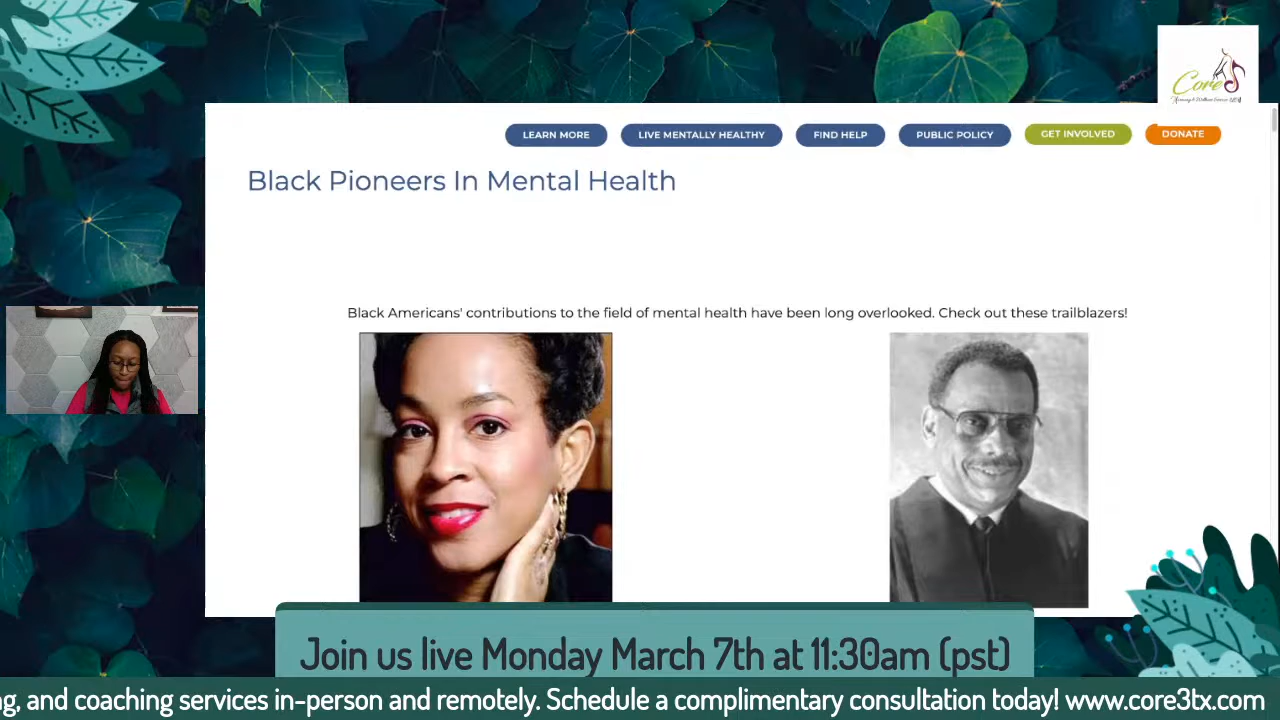 Core
LEARN MORE
LIVE MENTALLY HEALTHY
FIND HELP
PUBLIC POLICY
GET INVOLVED
DONATE
Black Pioneers In Mental Health
Black Americans' contributions to the field of mental health have been long overlooked. Check out these trailblazers!
Join us live Monday March 7th at 11:30am (pst)
g, and coaching services in-person and remotely. Schedule a complimentary consultation today! www.core3tx.com